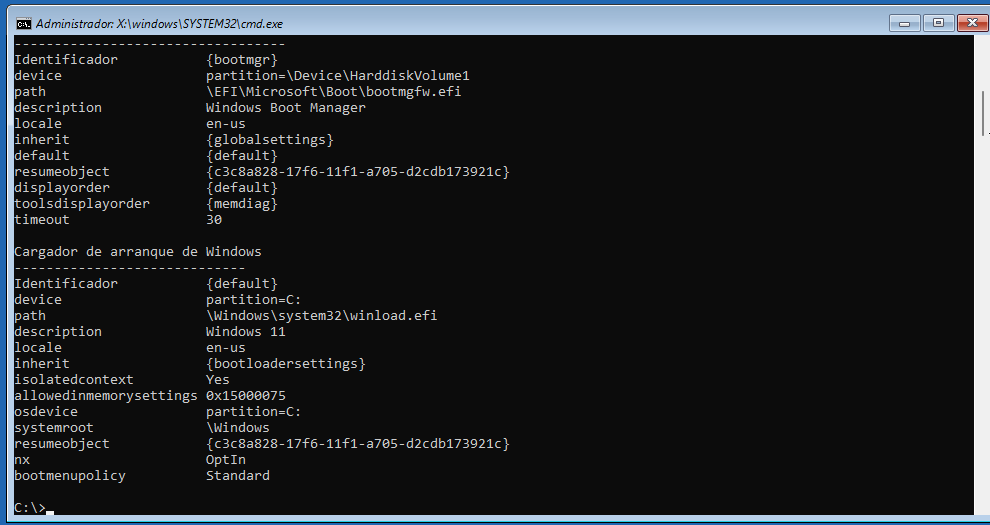 Administrador: X:\windows\SYSTEM32\cmd.exe
----------------------------------
Identificador           {bootmgr}
device                  partition=\Device\HarddiskVolume1
path                    \EFI\Microsoft\Boot\bootmgfw.efi
description             Windows Boot Manager
locale                  en-us
inherit                 {globalsettings}
default                 {default}
resumeobject            {c3c8a828-17f6-11f1-a705-d2cdb173921c}
displayorder            {default}
toolsdisplayorder       {memdiag}
timeout                 30
Cargador de arranque de Windows
-----------------------------
Identificador           {default}
device                  partition=C:
path                    \Windows\system32\winload.efi
description             Windows 11
locale                  en-us
inherit                 {bootloadersettings}
isolatedcontext         Yes
allowedinmemorysettings 0x15000075
osdevice                partition=C:
systemroot              \Windows
resumeobject            {c3c8a828-17f6-11f1-a705-d2cdb173921c}
nx                      OptIn
bootmenupolicy          Standard
C:\>